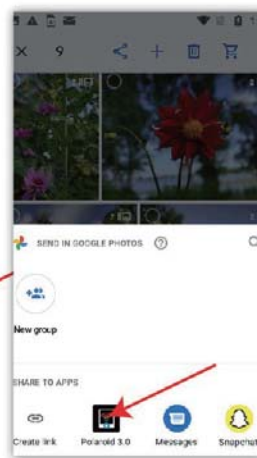 9
SEND IN GOOGLE PHOTOS
New group
SHARE TO APPS
Create link Polaroid 3.0 Messages Snapchat